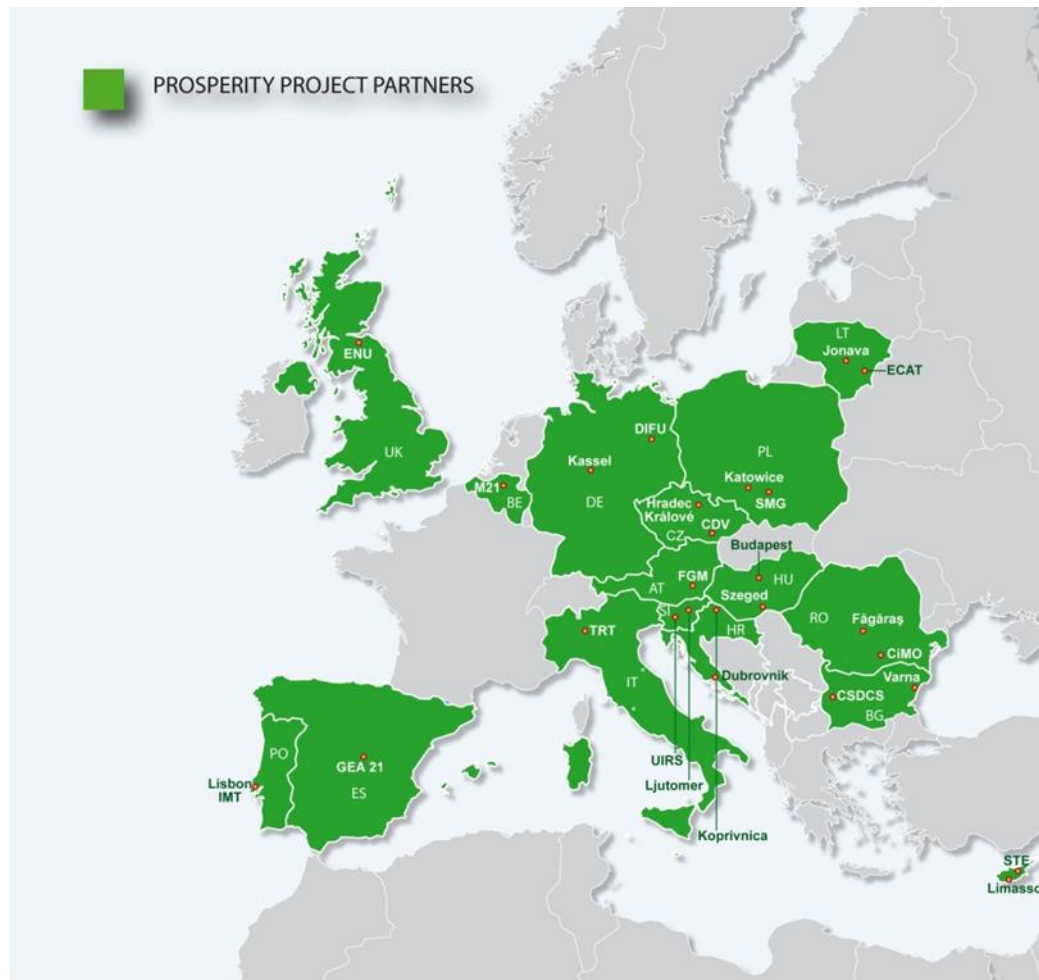 PROSPERITY PROJECT PARTNERS
LT
Jonava
ECAT
ENU
DIFU
UK
Kassel
PL
M21
BE
DE
Katowice
SMG
Hradec
Králové
CDV
CZ
Budapest
FGM
HU
AT
Szeged
SI
HR
RO
Făgăraş
TRT
CiMO
IT
Dubrovnik
Varna
CSDCS
BG
PO
GEA 21
UIRS
Lisbon
IMT
ES
Ljutomer
Koprivnica
STE
Limasso